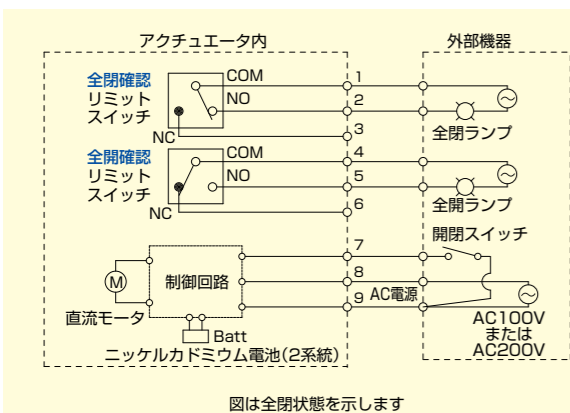 アクチュエータ内
外部機器
全閉確認
リミット
スイッチ
COM
NO
NC
1
2
3
全閉ランプ
全開確認
リミット
スイッチ
COM
NO
NC
4
5
6
全開ランプ
開閉スイッチ
7
8
9
AC電源
M
制御回路
直流モータ
Batt
ニッケルカドミウム電池(2系統)
AC100V
または
AC200V
図は全閉状態を示します